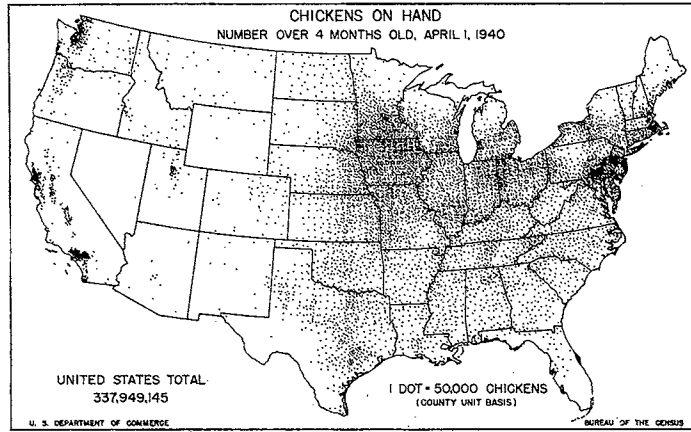 CHICKENS ON HAND
NUMBER OVER 4 MONTHS OLD, APRIL 1, 1940
UNITED STATES TOTAL
337,949,145
1 DOT = 50,000 CHICKENS
(COUNTY UNIT BASIS)
U. S. DEPARTMENT OF COMMERCE
BUREAU OF THE CENSUS